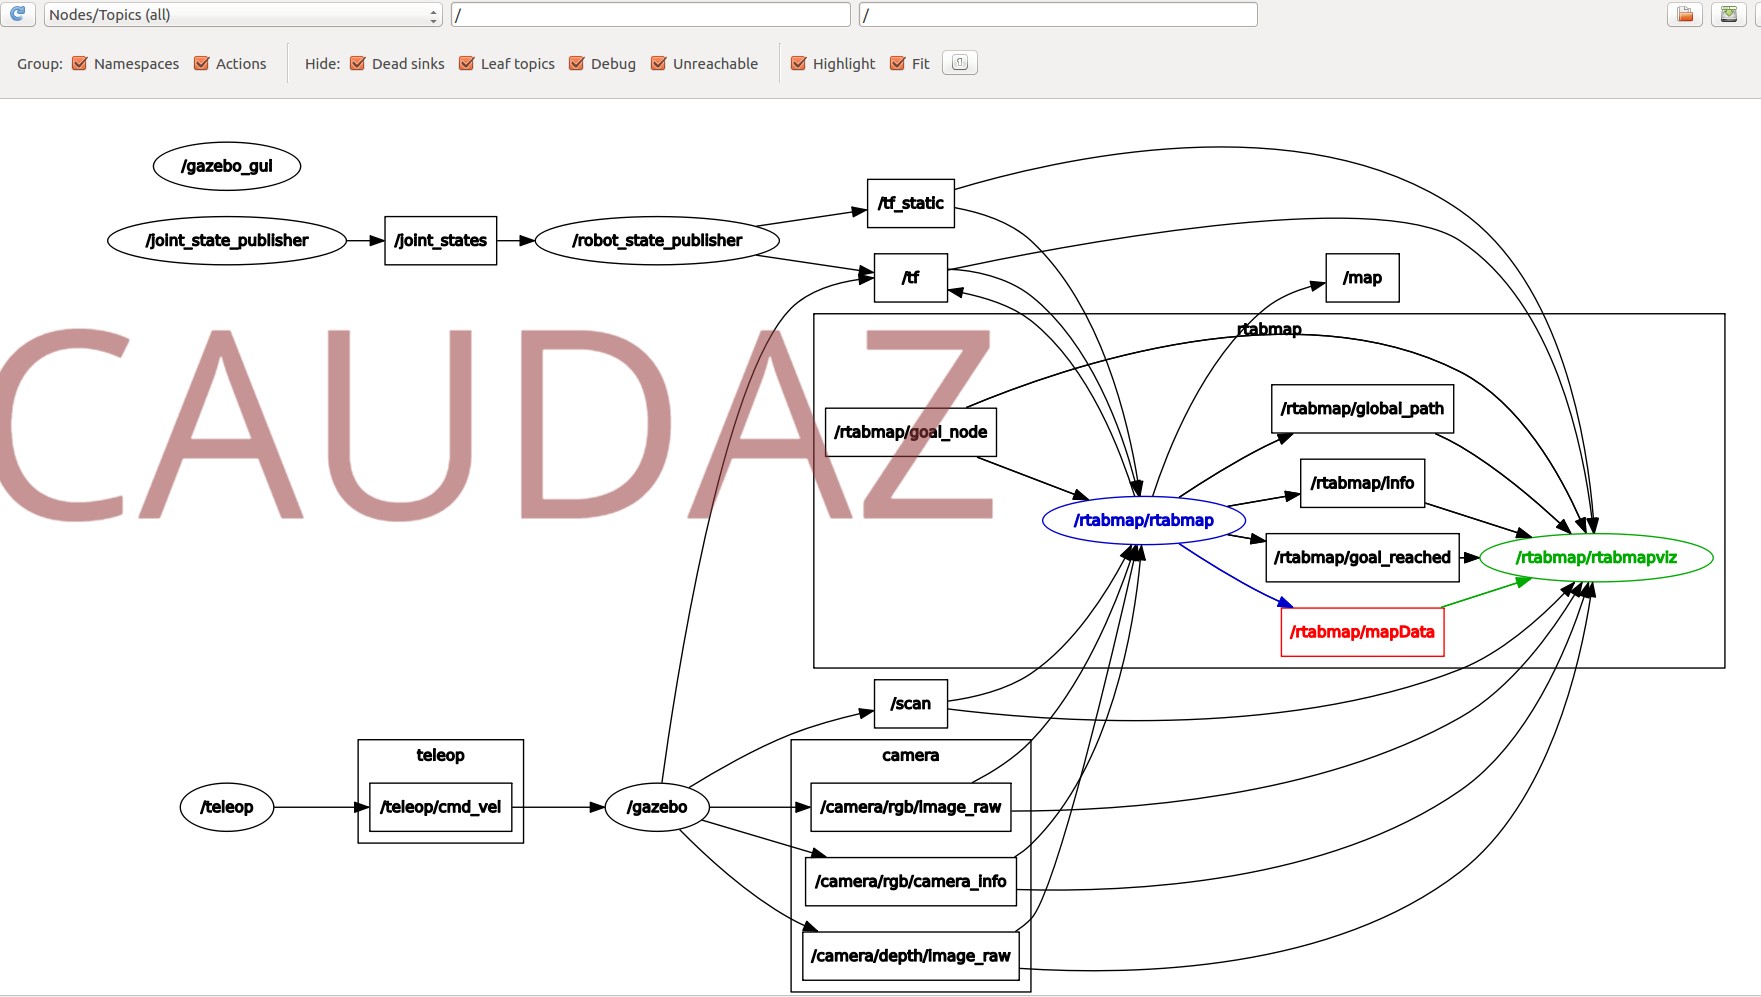 Nodes/Topics (all)
/
/
Group: Namespaces Actions Hide: Dead sinks Leaf topics Debug Unreachable Highlight Fit
/gazebo_gui
/joint_state_publisher
/joint_states
/robot_state_publisher
/tf_static
/tf
/map
rtabmap
/rtabmap/goal_node
/rtabmap/global_path
/rtabmap/info
/rtabmap/rtabmap
/rtabmap/goal_reached
/rtabmap/rtabmapviz
/rtabmap/mapData
CAUDAZ
/scan
teleop
camera
/teleop
/teleop/cmd_vel
/gazebo
/camera/rgb/image_raw
/camera/rgb/camera_info
/camera/depth/image_raw